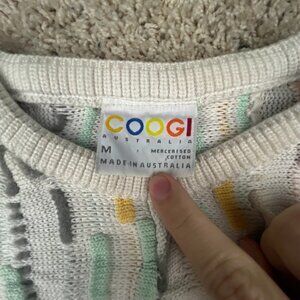 COOGI
AUSTRALIA
M
MERCERISED
COTTON
MADE IN AUSTRALIA